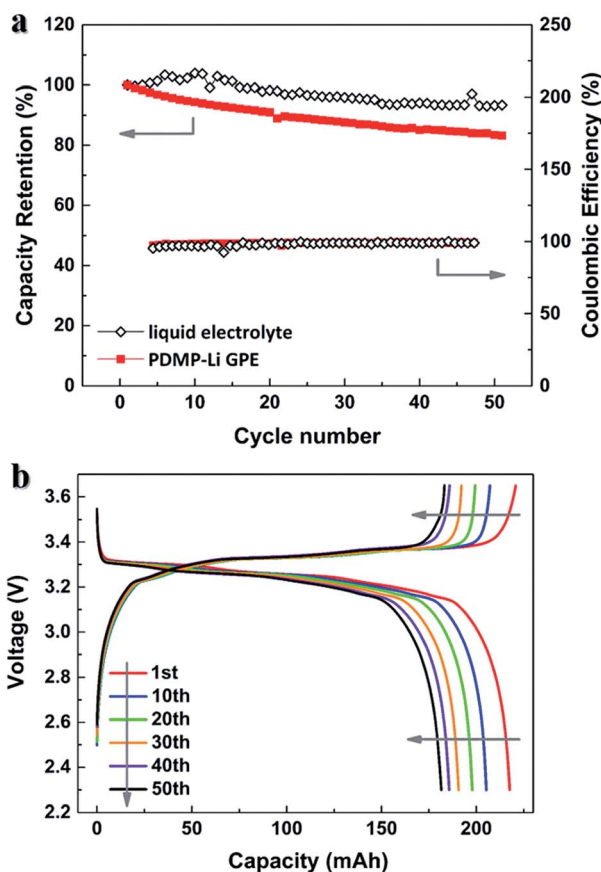 a
120
100
80
60
40
20
0
Capacity Retention (%)
250
200
150
100
50
0
Coulombic Efficiency (%)
liquid electrolyte
PDMP-Li GPE
0 10 20 30 40 50
Cycle number
b
3.6
3.4
3.2
3.0
2.8
2.6
2.4
2.2
Voltage (V)
1st
10th
20th
30th
40th
50th
0 50 100 150 200
Capacity (mAh)